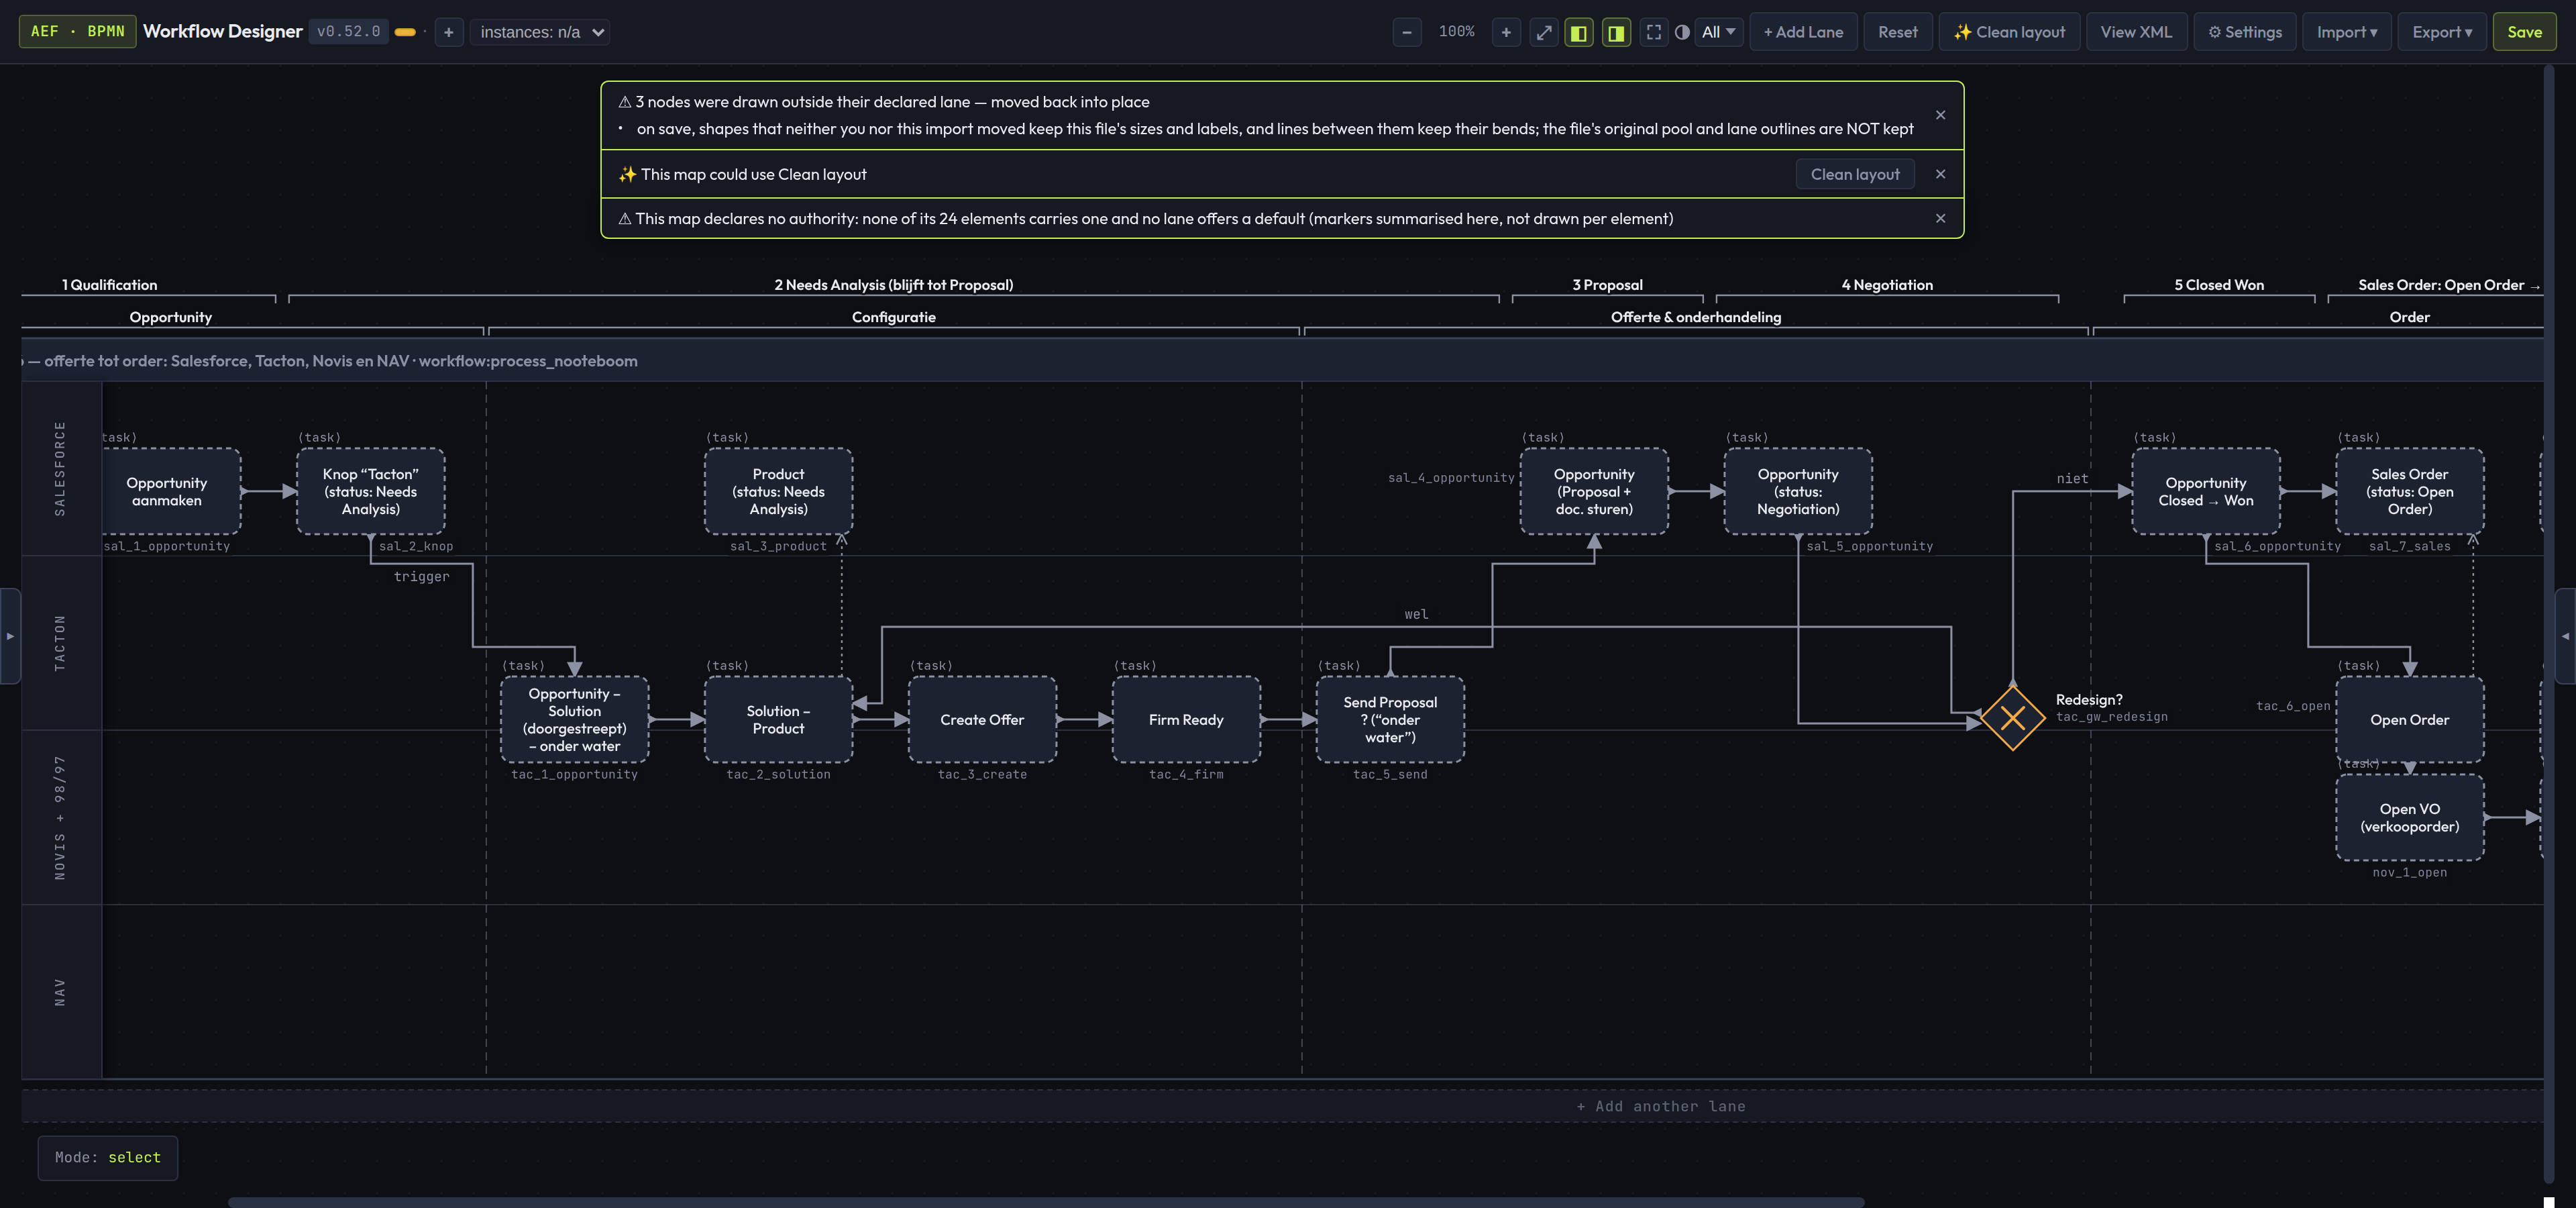 AEF · BPMN Workflow Designer v0.52.0 · + instances: n/a − 100% + All + Add Lane Reset ✨ Clean layout View XML ⚙ Settings Import ▾ Export ▾ Save
⚠ 3 nodes were drawn outside their declared lane — moved back into place
• on save, shapes that neither you nor this import moved keep this file's sizes and labels, and lines between them keep their bends; the file's original pool and lane outlines are NOT kept ×
✨ This map could use Clean layout Clean layout ×
⚠ This map declares no authority: none of its 24 elements carries one and no lane offers a default (markers summarised here, not drawn per element) ×
1 Qualification 2 Needs Analysis (blijft tot Proposal) 3 Proposal 4 Negotiation 5 Closed Won Sales Order: Open Order →
Opportunity Configuratie Offerte & onderhandeling Order
— offerte tot order: Salesforce, Tacton, Novis en NAV · workflow:process_nooteboom
SALESFORCE
task⟩
Opportunity
aanmaken
sal_1_opportunity
⟨task⟩
Knop “Tacton”
(status: Needs
Analysis)
sal_2_knop
trigger
⟨task⟩
Product
(status: Needs
Analysis)
sal_3_product
⟨task⟩
sal_4_opportunity
Opportunity
(Proposal +
doc. sturen)
⟨task⟩
Opportunity
(status:
Negotiation)
sal_5_opportunity
niet
⟨task⟩
Opportunity
Closed → Won
sal_6_opportunity
⟨task⟩
Sales Order
(status: Open
Order)
sal_7_sales
TACTON
wel
⟨task⟩
Opportunity –
Solution
(doorgestreept)
– onder water
tac_1_opportunity
⟨task⟩
Solution –
Product
tac_2_solution
⟨task⟩
Create Offer
tac_3_create
⟨task⟩
Firm Ready
tac_4_firm
⟨task⟩
Send Proposal
? (“onder
water”)
tac_5_send
Redesign?
tac_gw_redesign
⟨task⟩
tac_6_open
Open Order
NOVIS + 98/97
⟨task⟩
Open VO
(verkooporder)
nov_1_open
NAV
+ Add another lane
Mode: select